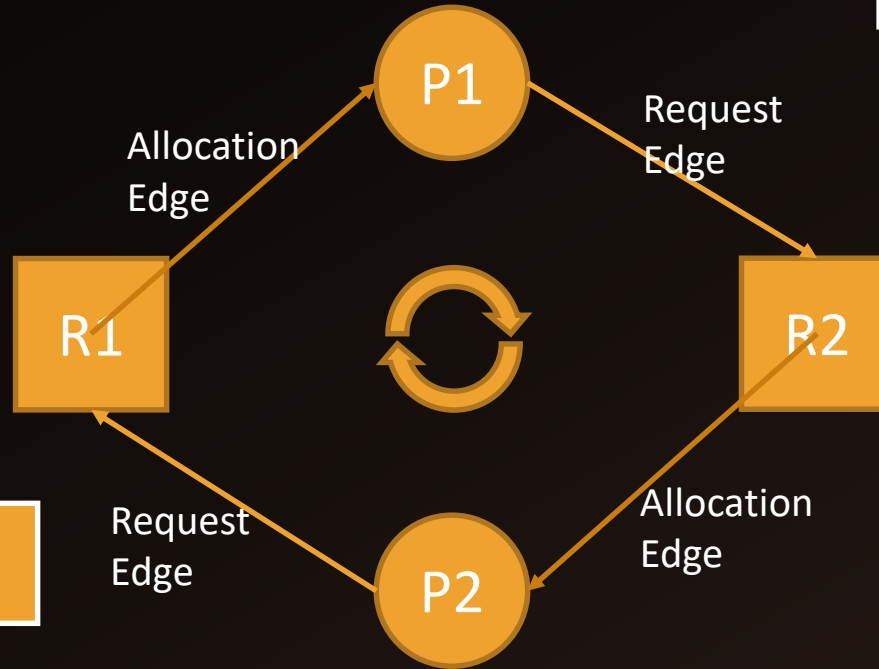 P1
Request
Edge
Allocation
Edge
R1
R2
Request
Edge
Allocation
Edge
P2